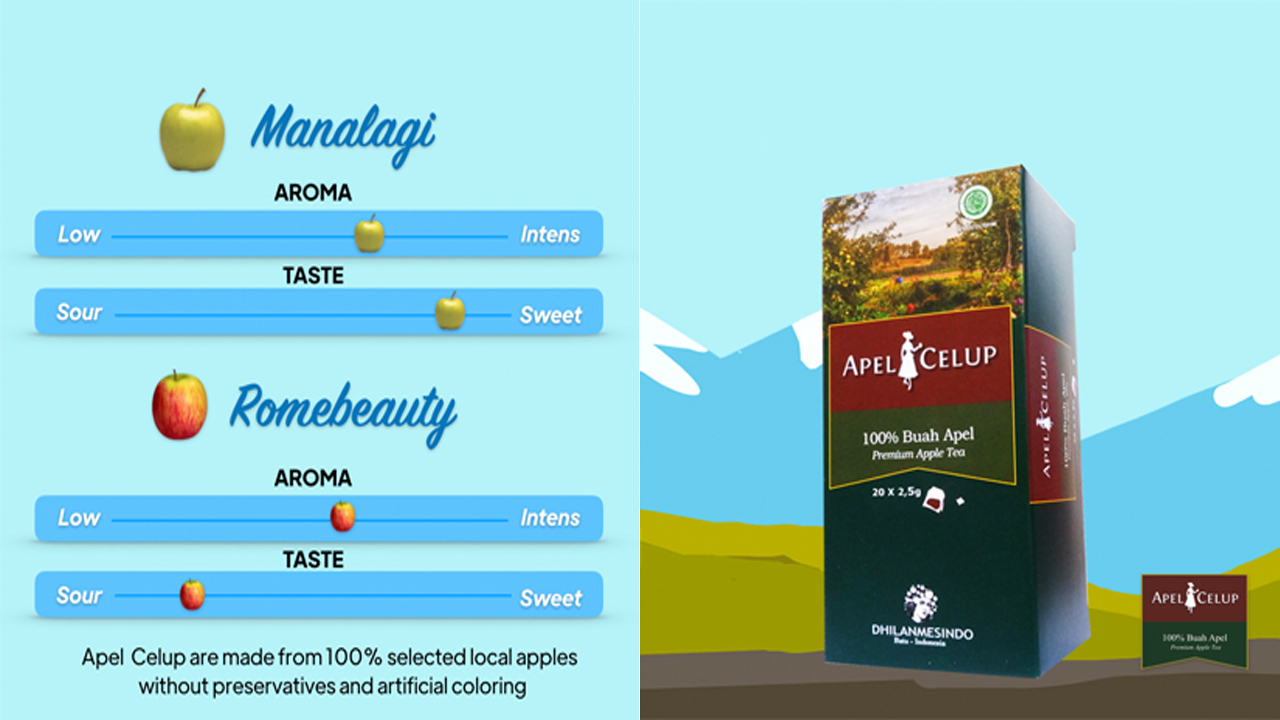 Manalagi
AROMA
Low Intens
TASTE
Sour Sweet
Romebeauty
AROMA
Low Intens
TASTE
Sour Sweet
Apel Celup are made from 100% selected local apples
without preservatives and artificial coloring
APEL CELUP
100% Buah Apel
Premium Apple Tea
20 X 2,5g
DHILANMESINDO
Batu - Indonesia
APEL CELUP
APEL CELUP
100% Buah Apel
Premium Apple Tea